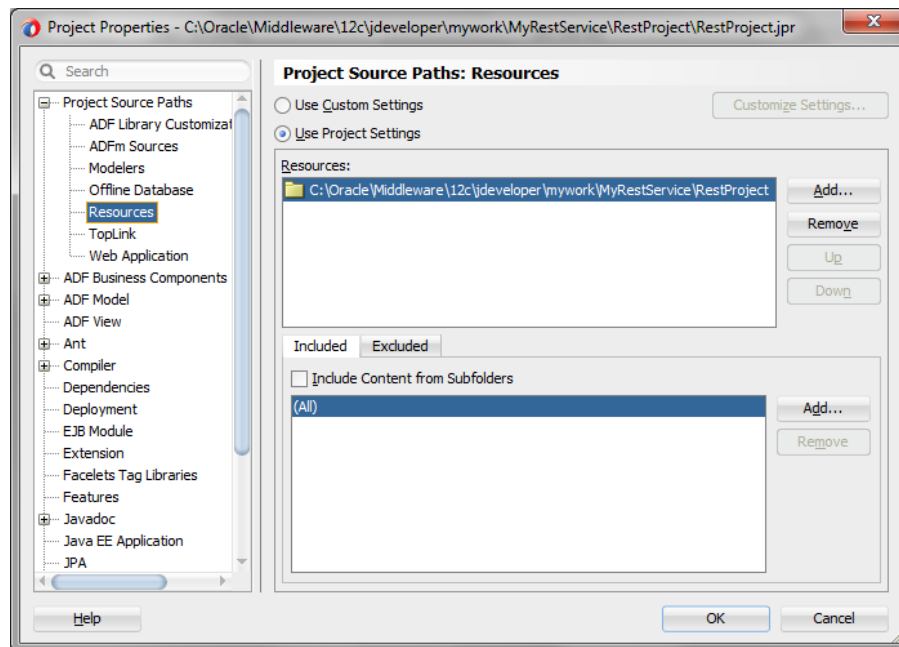 Project Properties - C:\Oracle\Middleware\12c\jdeveloper\mywork\MyRestService\RestProject\RestProject.jpr
Search
Project Source Paths
ADF Library Customizat
ADFm Sources
Modelers
Offline Database
Resources
TopLink
Web Application
ADF Business Components
ADF Model
ADF View
Ant
Compiler
Dependencies
Deployment
EJB Module
Extension
Facelets Tag Libraries
Features
Javadoc
Java EE Application
JPA
Project Source Paths: Resources
Use Custom Settings
Customize Settings...
Use Project Settings
Resources:
C:\Oracle\Middleware\12c\jdeveloper\mywork\MyRestService\RestProject
Add...
Remove
Up
Down
Included Excluded
Include Content from Subfolders
(All)
Add...
Remove
Help
OK
Cancel